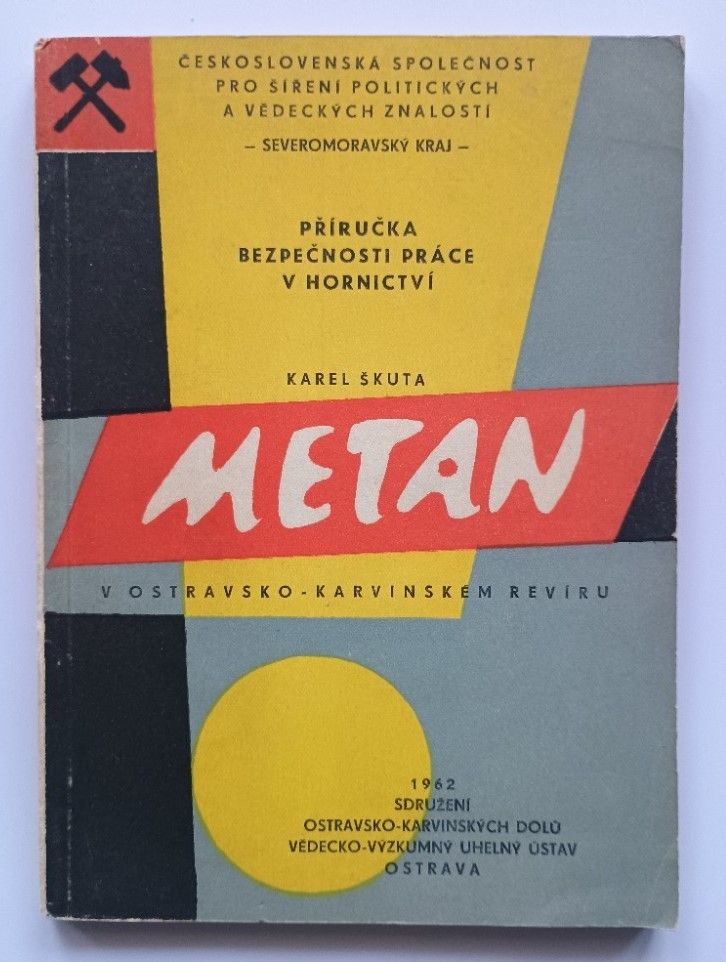 ČESKOSLOVENSKÁ SPOLEČNOST
PRO ŠÍŘENÍ POLITICKÝCH
A VĚDECKÝCH ZNALOSTÍ
– SEVEROMORAVSKÝ KRAJ –
PŘÍRUČKA
BEZPEČNOSTI PRÁCE
V HORNICTVÍ
KAREL ŠKUTA
METAN
V OSTRAVSKO-KARVINSKÉM REVÍRU
1962
SDRUŽENÍ
OSTRAVSKO-KARVINSKÝCH DOLŮ
VĚDECKO-VÝZKUMNÝ UHELNÝ ÚSTAV
OSTRAVA